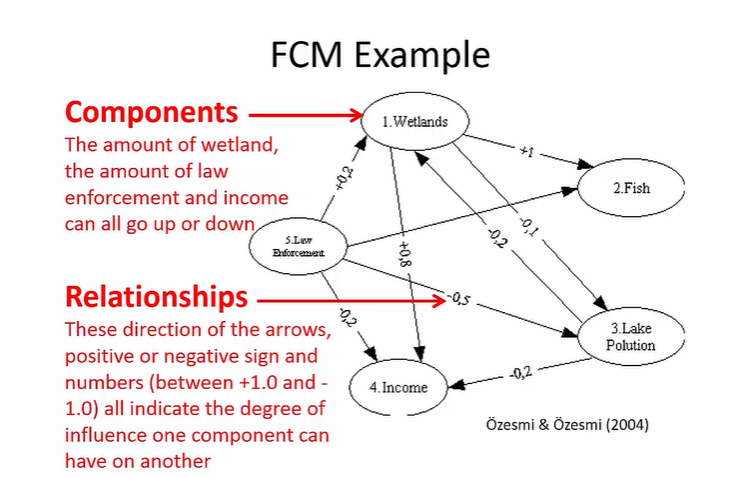 FCM Example
Components
The amount of wetland,
the amount of law
enforcement and income
can all go up or down
Relationships
These direction of the arrows,
positive or negative sign and
numbers (between +1.0 and -
1.0) all indicate the degree of
influence one component can
have on another
1.Wetlands
+1
2.Fish
+0,2
5.Law
Enforcement
+0,8
-0,2
-0,1
-0,5
-0,2
3.Lake
Polution
4.Income
-0,2
Özesmi & Özesmi (2004)